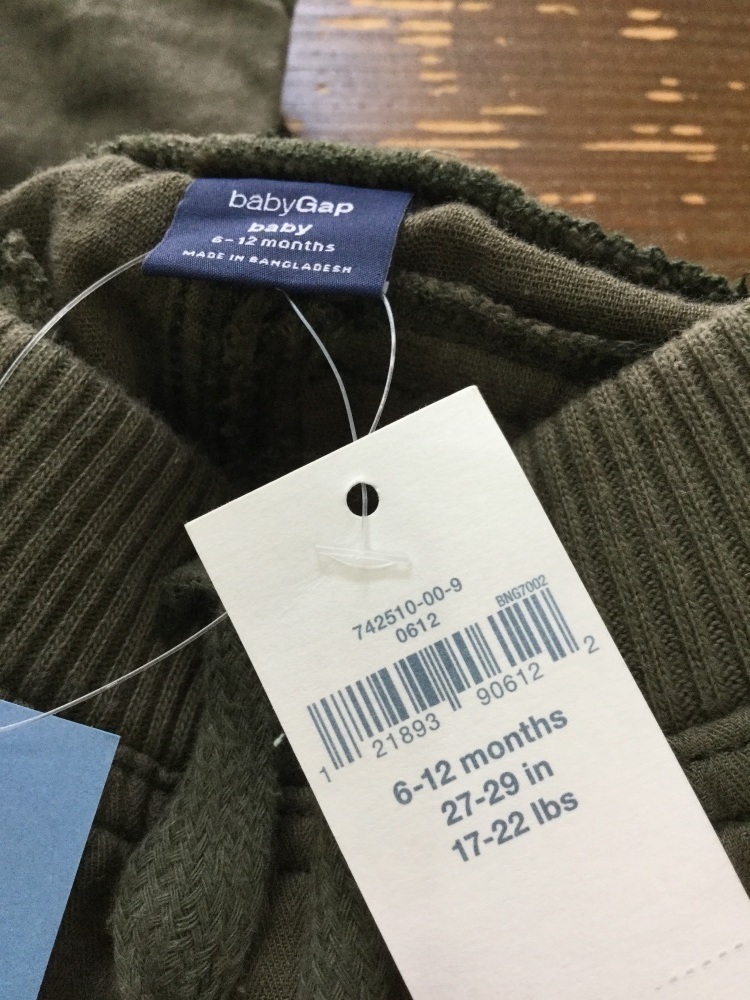 babyGap
baby
6-12 months
MADE IN BANGLADESH
742510-00-9
0612
BNG7002
1 21893 90612 2
6-12 months
27-29 in
17-22 lbs